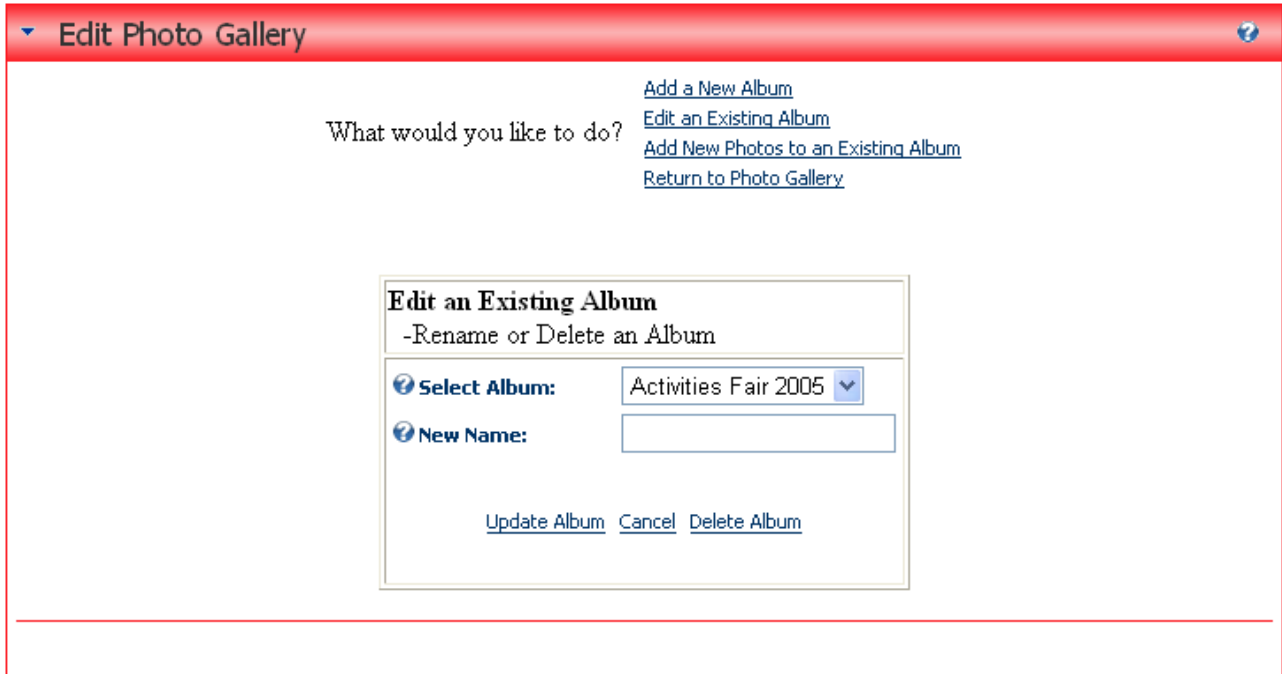 Edit Photo Gallery
What would you like to do?
Add a New Album
Edit an Existing Album
Add New Photos to an Existing Album
Return to Photo Gallery
Edit an Existing Album
-Rename or Delete an Album
Select Album: Activities Fair 2005
New Name:
Update Album Cancel Delete Album